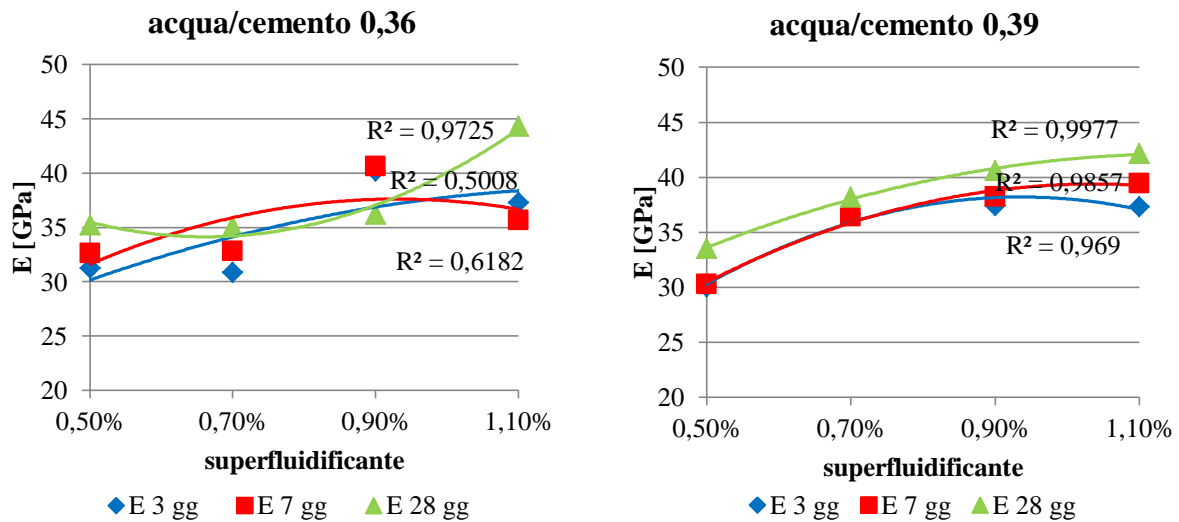 acqua/cemento 0,36
50
45
40
35
30
25
20
E [GPa]
R² = 0,9725
R² = 0,5008
R² = 0,6182
0,50% 0,70% 0,90% 1,10%
superfluidificante
E 3 gg E 7 gg E 28 gg
acqua/cemento 0,39
50
45
40
35
30
25
20
E [GPa]
R² = 0,9977
R² = 0,9857
R² = 0,969
0,50% 0,70% 0,90% 1,10%
superfluidificante
E 3 gg E 7 gg E 28 gg